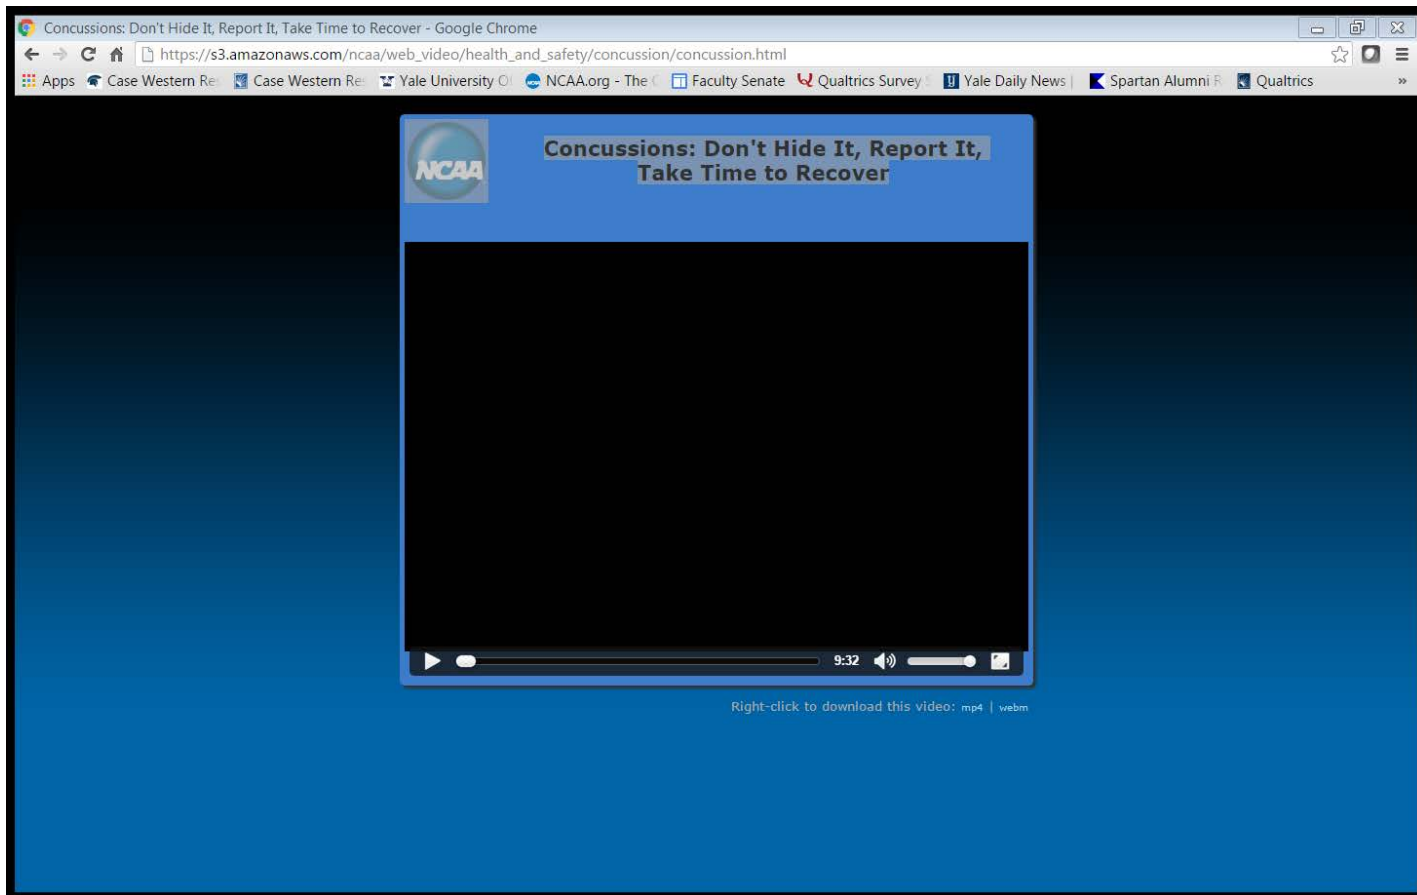 Concussions: Don't Hide It, Report It, Take Time to Recover - Google Chrome
https://s3.amazonaws.com/ncaa/web_video/health_and_safety/concussion/concussion.html
Apps Case Western Re Case Western Re Yale University O NCAA.org - The Faculty Senate Qualtrics Survey Yale Daily News | Spartan Alumni R Qualtrics »
NCAA
Concussions: Don't Hide It, Report It,
Take Time to Recover
9:32
Right-click to download this video: mp4 | webm